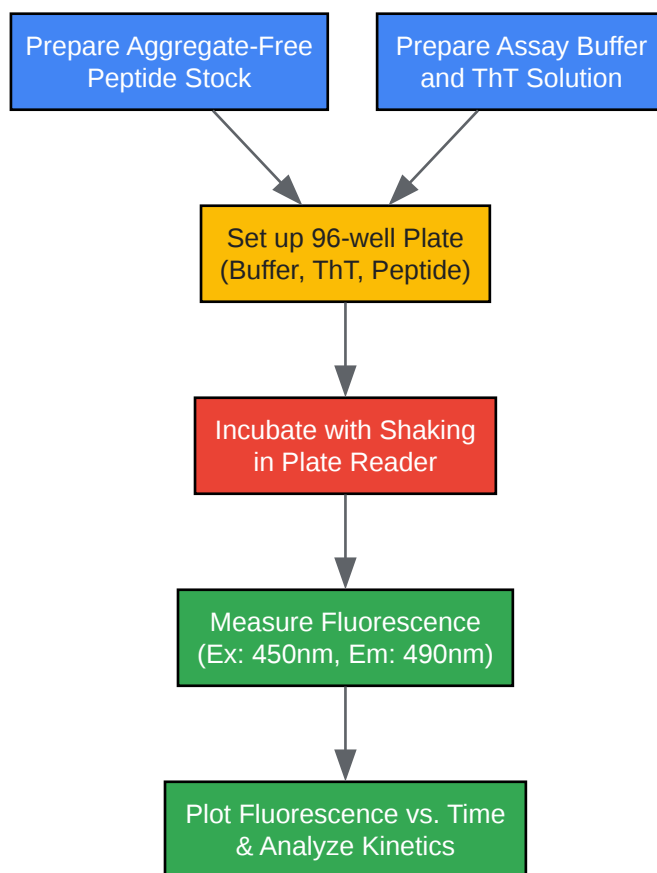 Prepare Aggregate-Free
Peptide Stock
Prepare Assay Buffer
and ThT Solution
Set up 96-well Plate
(Buffer, ThT, Peptide)
Incubate with Shaking
in Plate Reader
Measure Fluorescence
(Ex: 450nm, Em: 490nm)
Plot Fluorescence vs. Time
& Analyze Kinetics